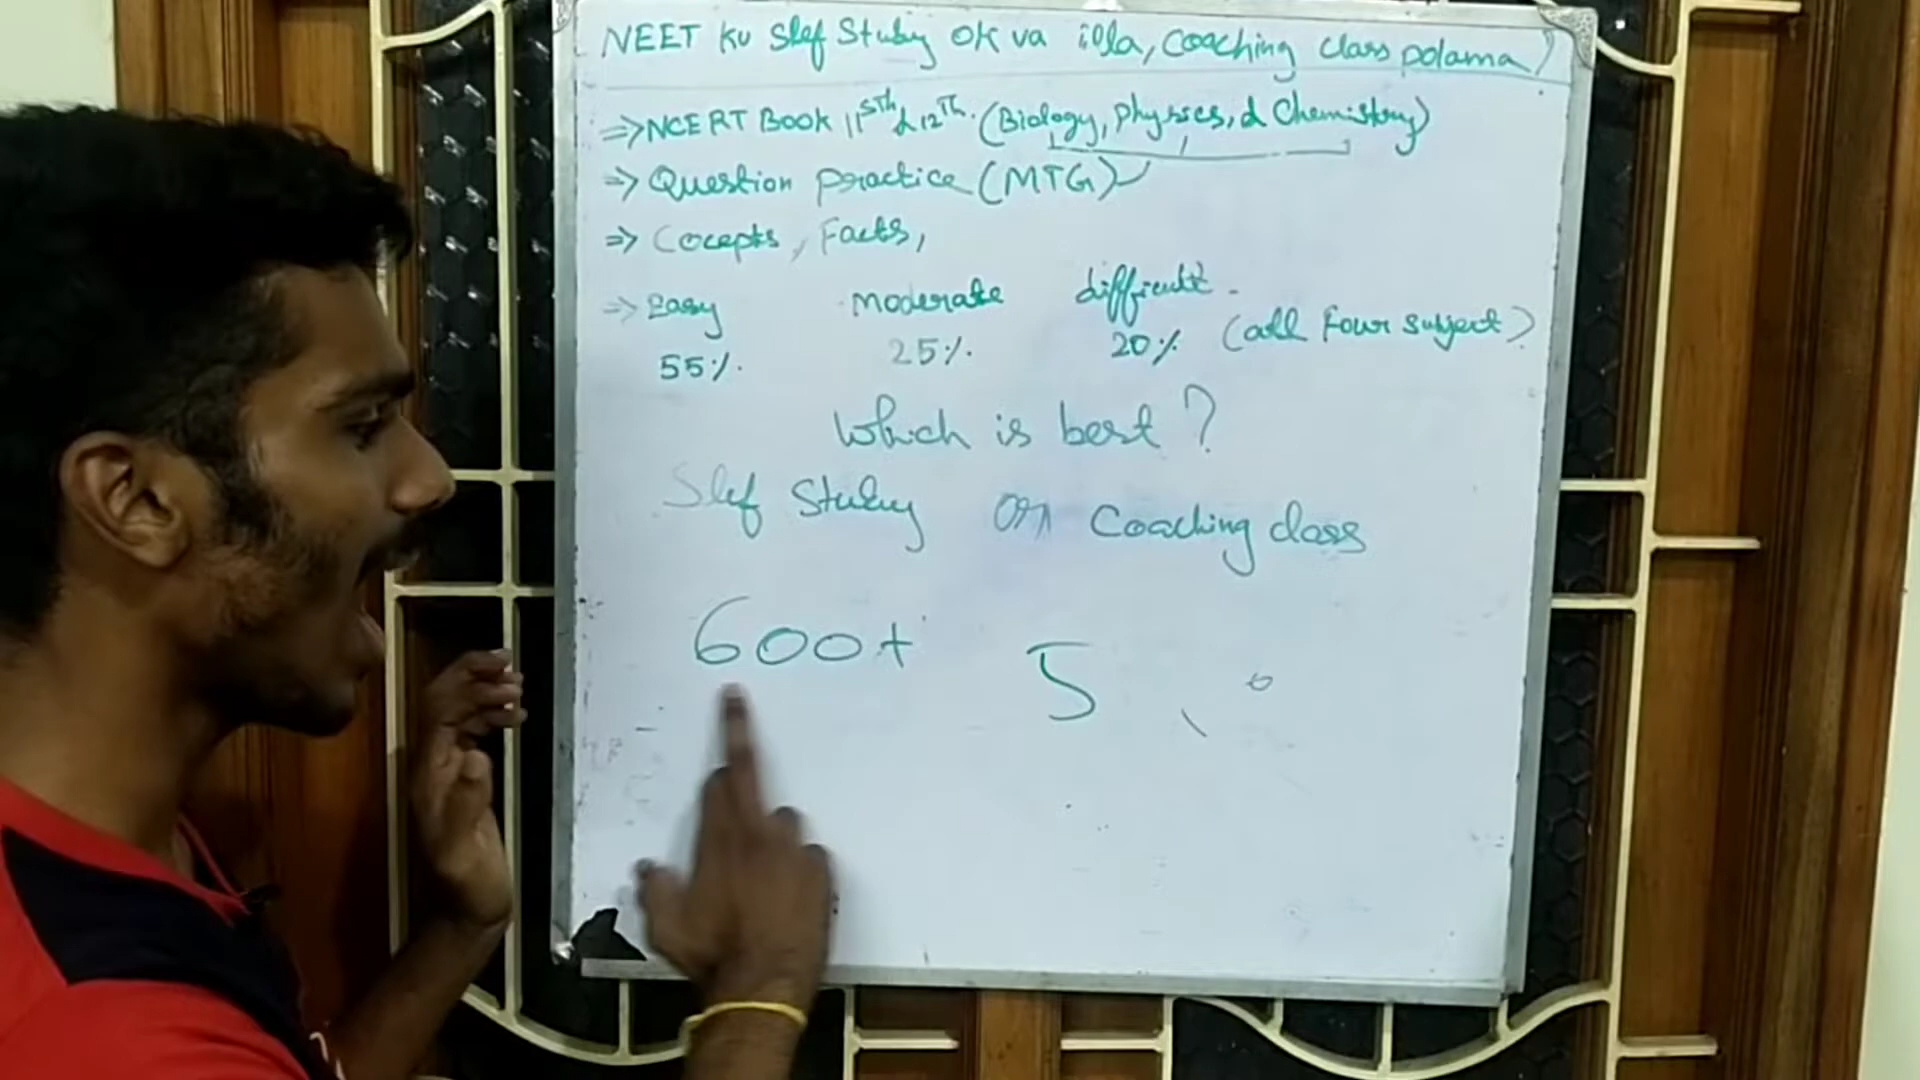 NEET KU Slef Stuby OK va illa, Coaching class polama?
=> NCERT BOOK 11sTh & 12Th. (Biology, Physics, & Chemistry)
=> Question practice (MTG)
=> Cocepts, Facts,
=> Easy moderate difficult
55%. 25%. 20% (all Four subject)
Which is best?
Slef Stuby or Coaching class
600+ 5